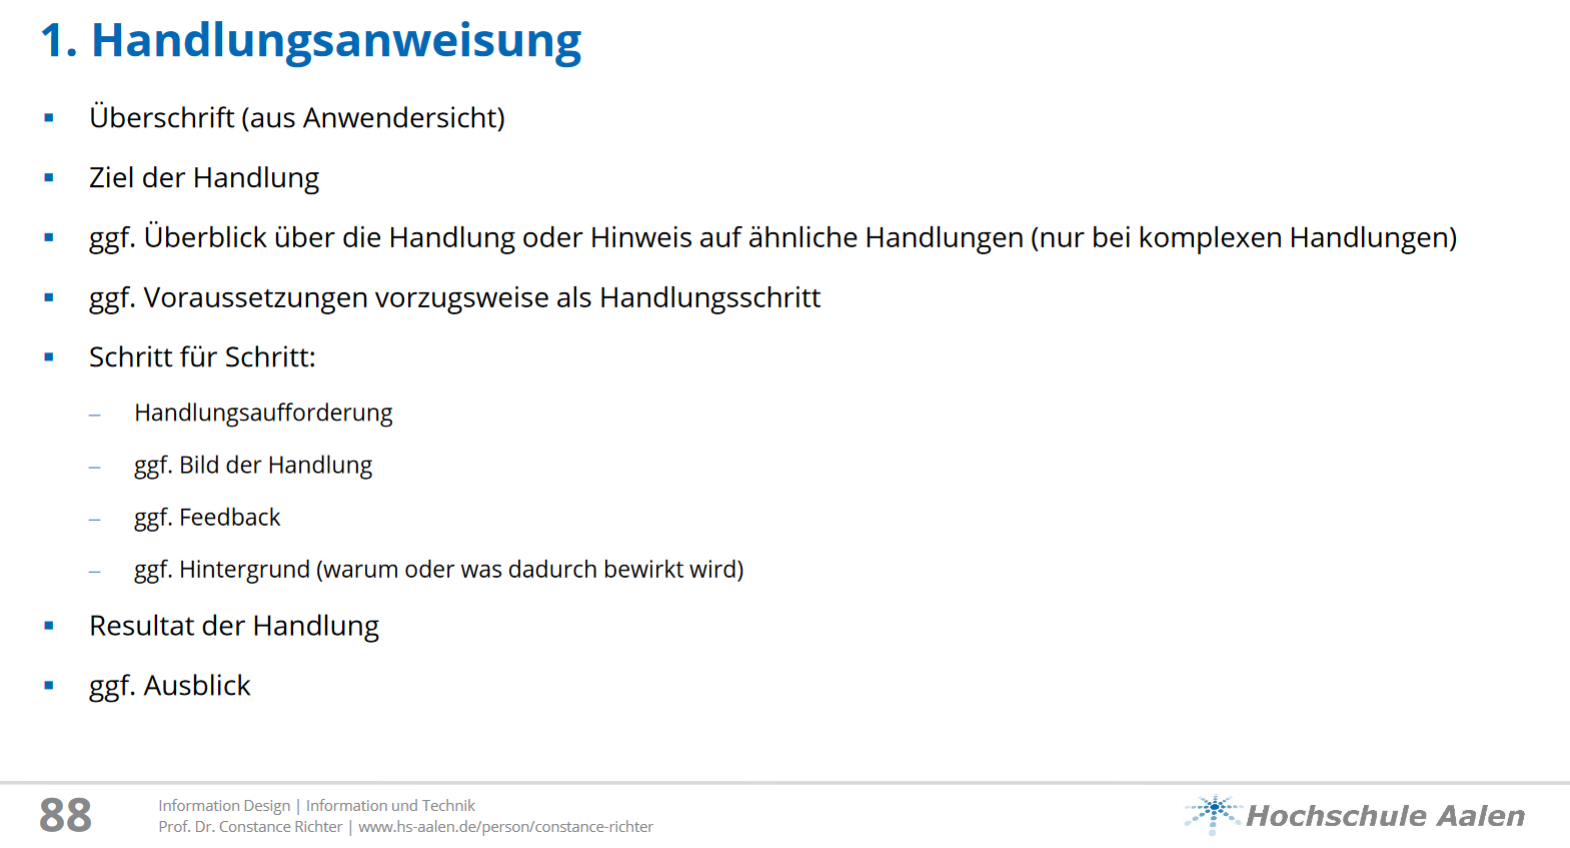 1. Handlungsanweisung
▪ Überschrift (aus Anwendersicht)
▪ Ziel der Handlung
▪ ggf. Überblick über die Handlung oder Hinweis auf ähnliche Handlungen (nur bei komplexen Handlungen)
▪ ggf. Voraussetzungen vorzugsweise als Handlungsschritt
▪ Schritt für Schritt:
– Handlungsaufforderung
– ggf. Bild der Handlung
– ggf. Feedback
– ggf. Hintergrund (warum oder was dadurch bewirkt wird)
▪ Resultat der Handlung
▪ ggf. Ausblick
88
Information Design | Information und Technik
Prof. Dr. Constance Richter | www.hs-aalen.de/person/constance-richter
Hochschule Aalen